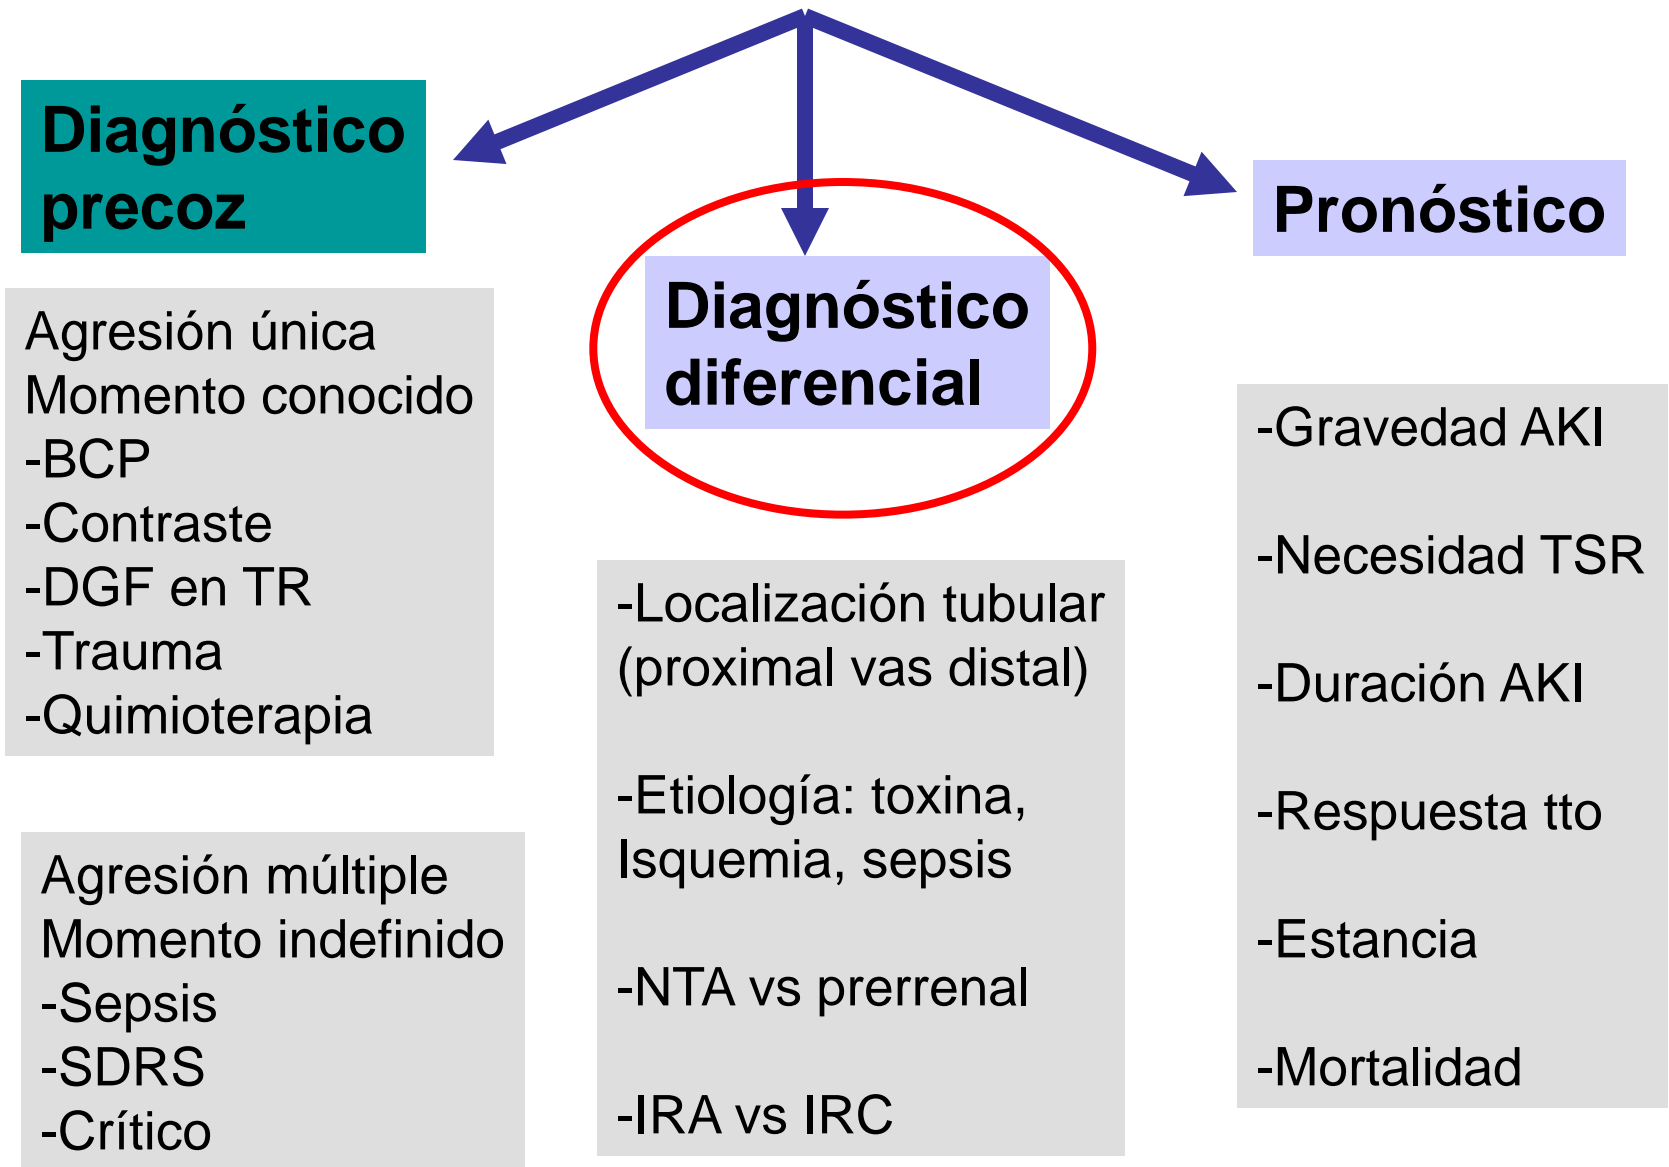 Diagnóstico
precoz
Agresión única
Momento conocido
-BCP
-Contraste
-DGF en TR
-Trauma
-Quimioterapia
Agresión múltiple
Momento indefinido
-Sepsis
-SDRS
-Crítico
Diagnóstico
diferencial
-Localización tubular
(proximal vas distal)
-Etiología: toxina,
Isquemia, sepsis
-NTA vs prerrenal
-IRA vs IRC
Pronóstico
-Gravedad AKI
-Necesidad TSR
-Duración AKI
-Respuesta tto
-Estancia
-Mortalidad